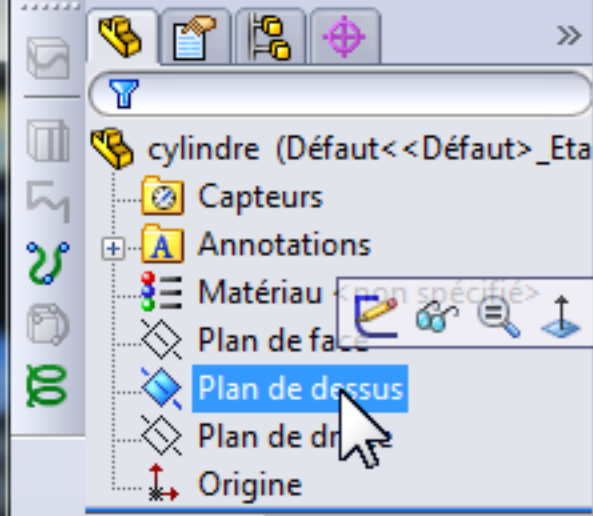 cylindre (Défaut<<Défaut>_Eta
Capteurs
Annotations
Matériau <non spécifié>
Plan de face
Plan de dessus
Plan de dr
Origine